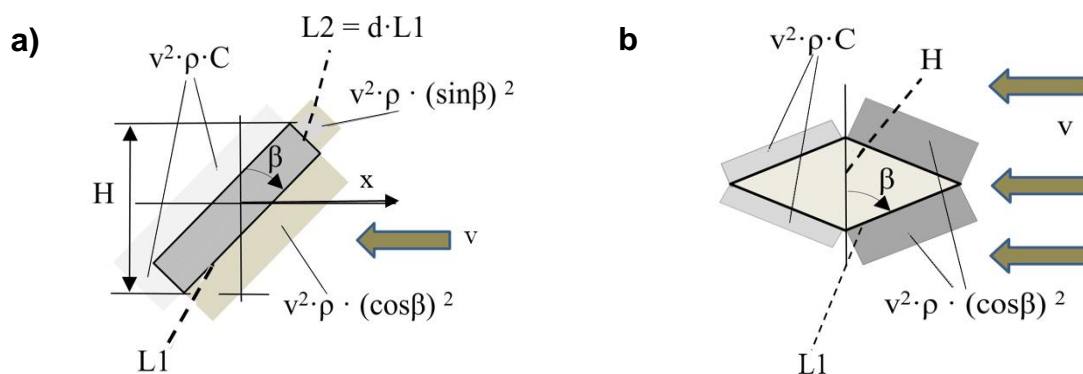 a)
L2 = d·L1
v²·ρ·C
v²·ρ · (sinβ) ²
H
β
x
v
v²·ρ · (cosβ) ²
L1
b
v²·ρ·C
H
v
β
v²·ρ · (cosβ) ²
L1